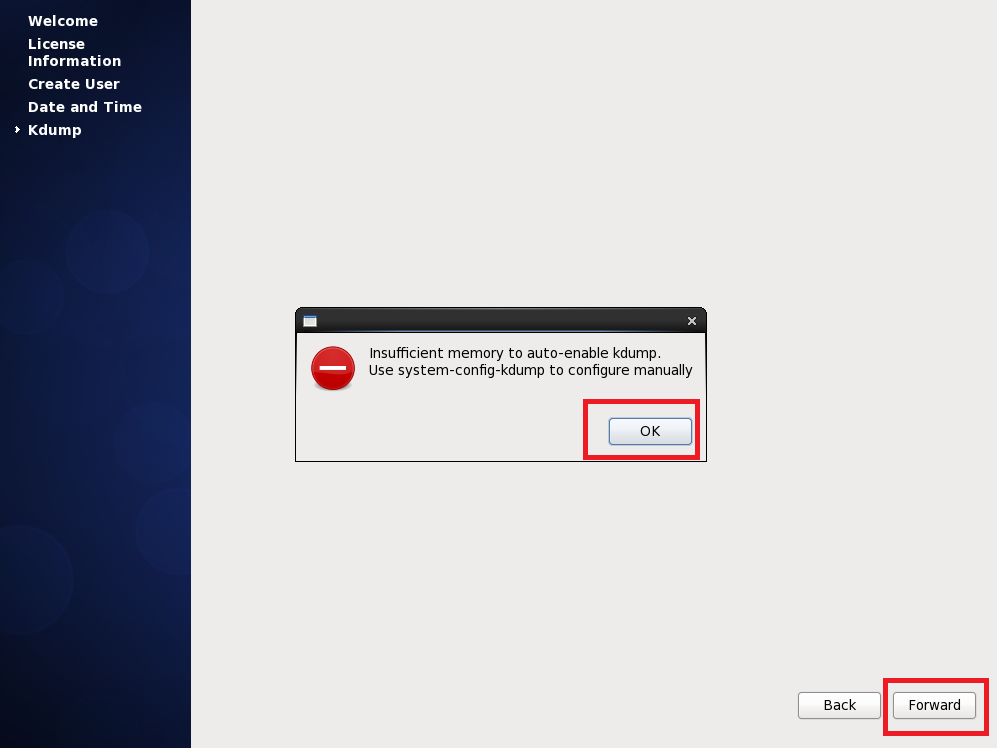 Welcome
License
Information
Create User
Date and Time
Kdump
Insufficient memory to auto-enable kdump.
Use system-config-kdump to configure manually
OK
Back
Forward